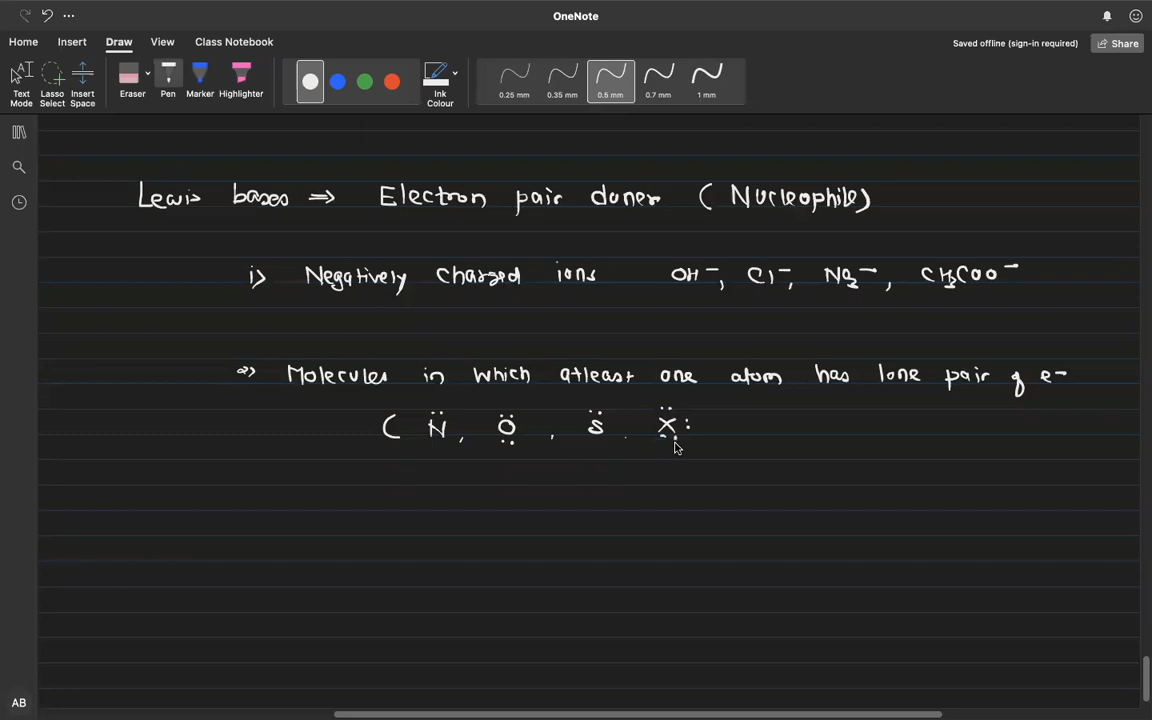 OneNote
Home Insert Draw View Class Notebook
Saved offline (sign-in required) Share
Text Mode Lasso Select Insert Space Eraser Pen Marker Highlighter Ink Colour 0.25 mm 0.35 mm 0.5 mm 0.7 mm 1 mm
Lewis bases ⇒ Electron pair doner (Nucleophile)
i> Negatively Charged ions OH⁻, Cl⁻, NO₃⁻, CH₃COO⁻
2> Molecules in which atleast one atom has lone pair of e-
( N, O, S, X:
AB